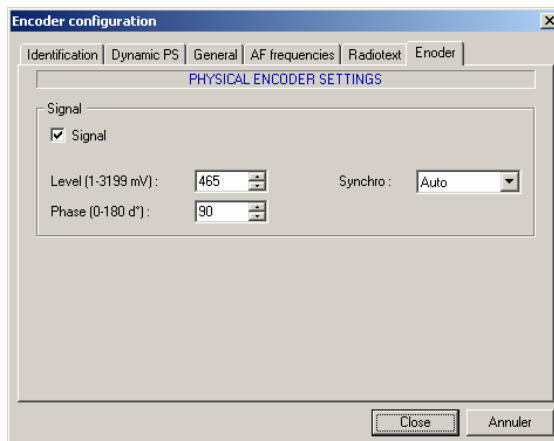 Encoder configuration
Identification Dynamic PS General AF frequencies Radiotext Enoder
PHYSICAL ENCODER SETTINGS
Signal
Signal
Level (1-3199 mV) : 465 Synchro : Auto
Phase (0-180 d°) : 90
Close Annuler